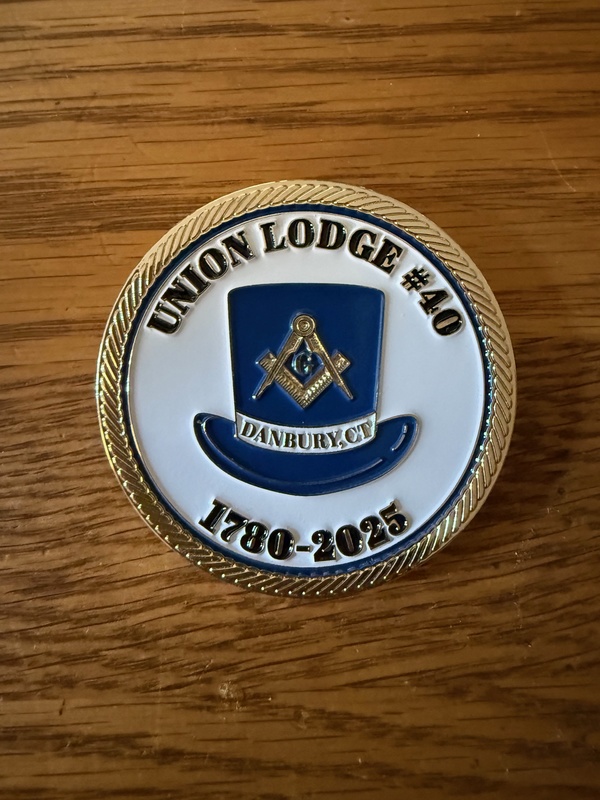 UNION LODGE #40
G
DANBURY, CT
1780-2025